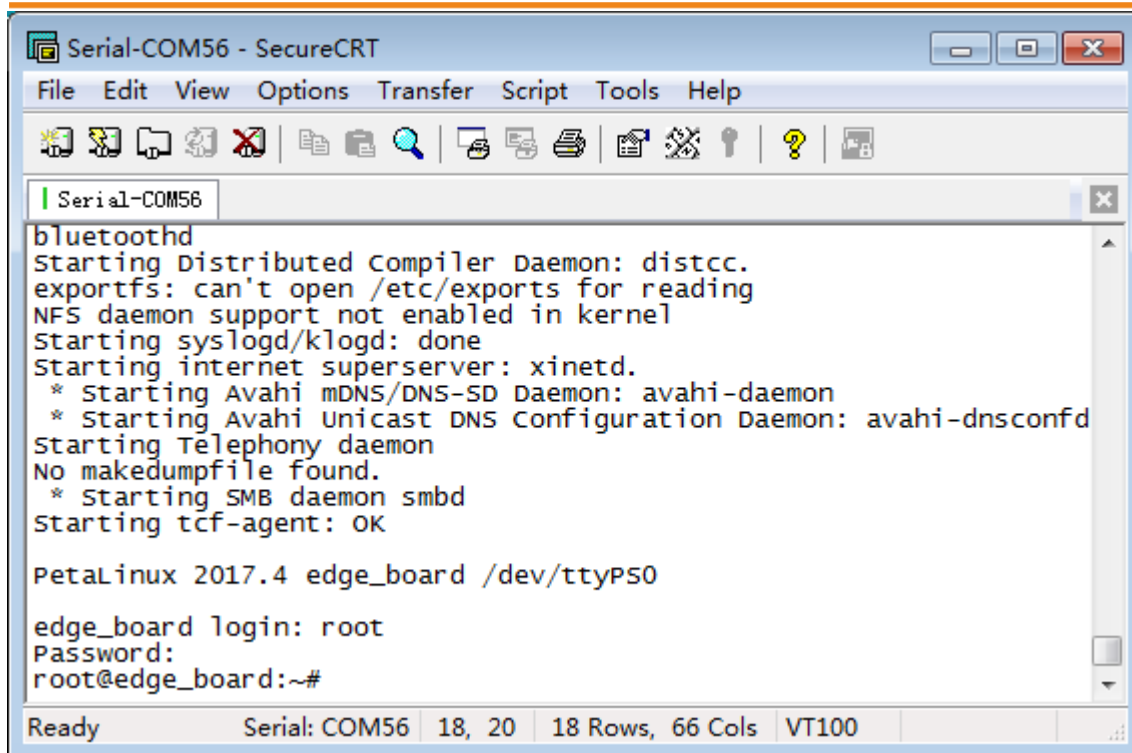 Serial-COM56 - SecureCRT
File Edit View Options Transfer Script Tools Help
Serial-COM56
bluetoothd
Starting Distributed Compiler Daemon: distcc.
exportfs: can't open /etc/exports for reading
NFS daemon support not enabled in kernel
Starting syslogd/klogd: done
Starting internet superserver: xinetd.
 * Starting Avahi mDNS/DNS-SD Daemon: avahi-daemon
 * Starting Avahi Unicast DNS Configuration Daemon: avahi-dnsconfd
Starting Telephony daemon
No makedumpfile found.
 * Starting SMB daemon smbd
Starting tcf-agent: OK
PetaLinux 2017.4 edge_board /dev/ttyPS0
edge_board login: root
Password:
root@edge_board:~#
Ready Serial: COM56 18, 20 18 Rows, 66 Cols VT100